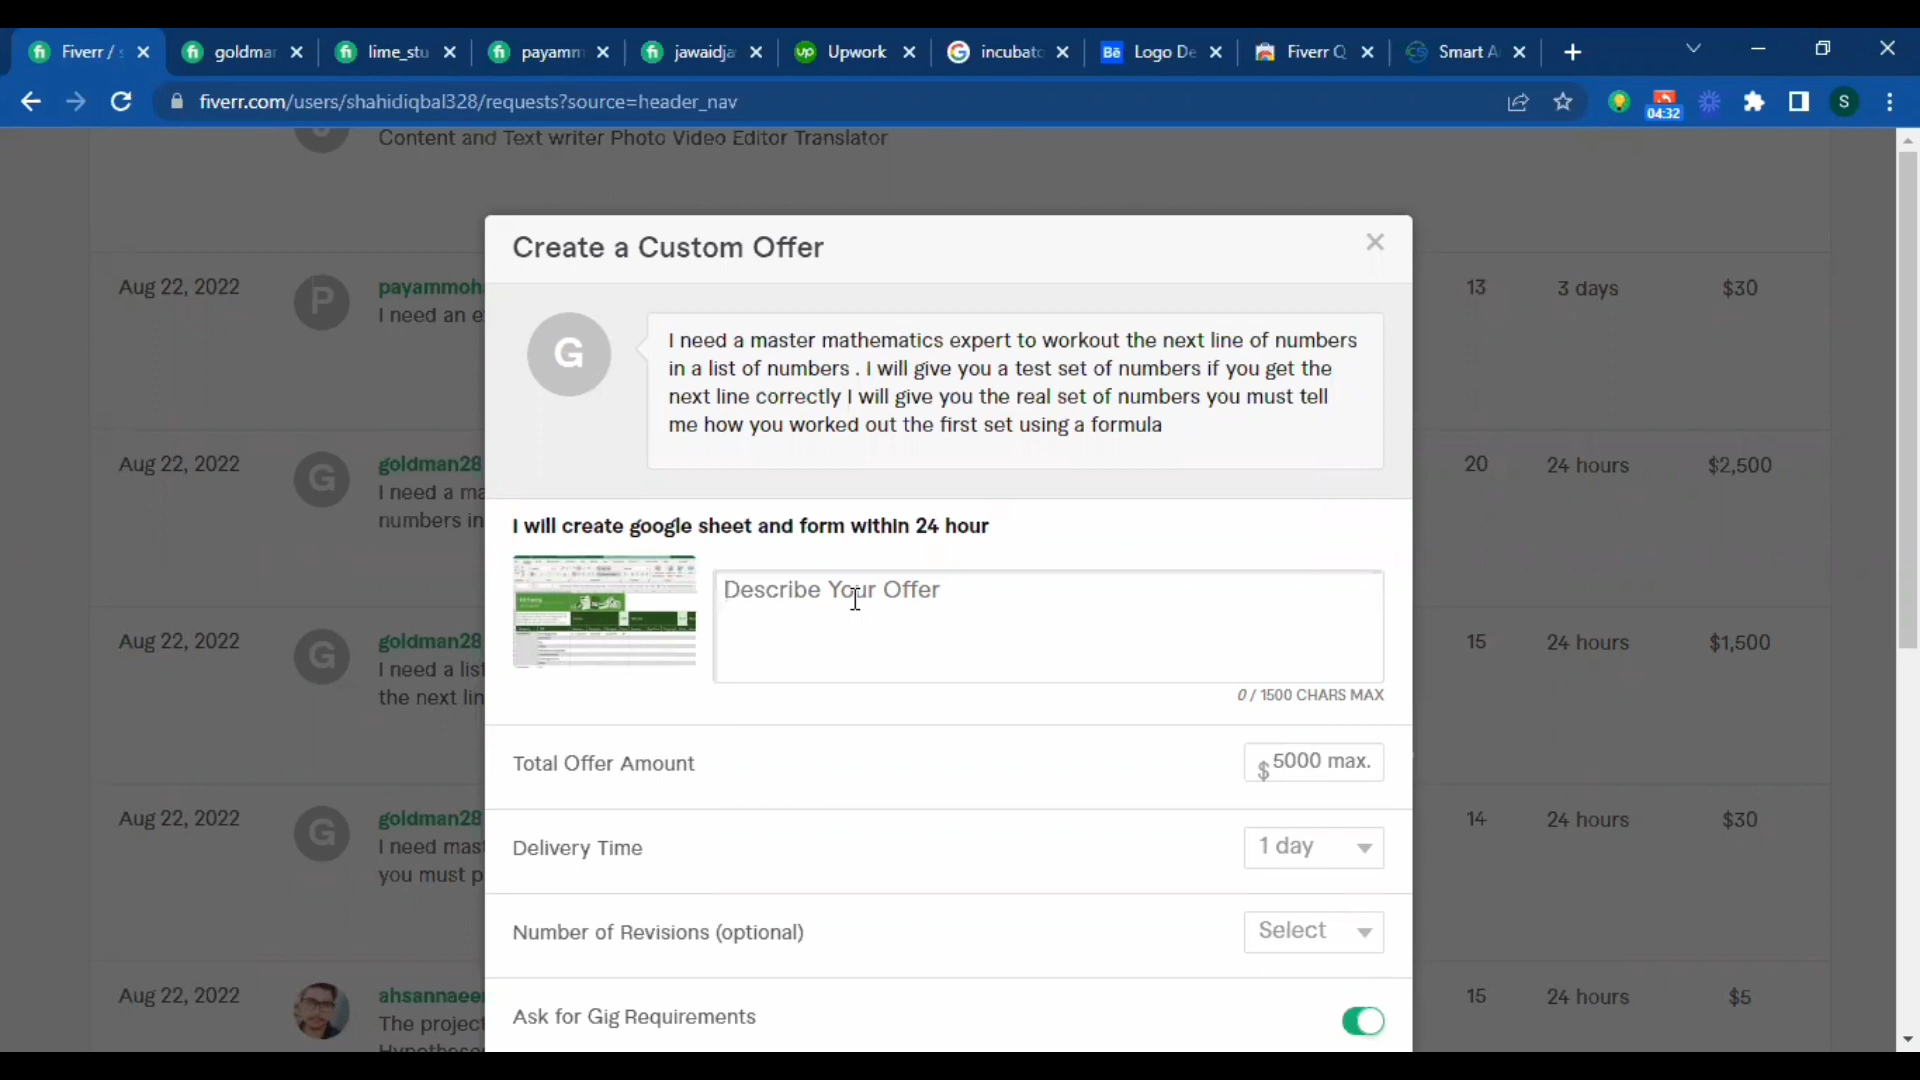 Fiverr /
goldmar
lime_stu
payamm
jawaidja
Upwork
incubato
Logo De
Fiverr Q
Smart A
fiverr.com/users/shahidiqbal328/requests?source=header_nav
04:32
S
Content and Text writer Photo Video Editor Translator
Create a Custom Offer
Aug 22, 2022
P
payammoh
I need an e
13
3 days
$30
G
I need a master mathematics expert to workout the next line of numbers
in a list of numbers . I will give you a test set of numbers if you get the
next line correctly I will give you the real set of numbers you must tell
me how you worked out the first set using a formula
Aug 22, 2022
G
goldman28
I need a ma
numbers in
20
24 hours
$2,500
I will create google sheet and form within 24 hour
Describe Your Offer
0 / 1500 CHARS MAX
Aug 22, 2022
G
goldman28
I need a list
the next lin
15
24 hours
$1,500
Total Offer Amount
$ 5000 max.
Aug 22, 2022
G
goldman28
I need mas
you must p
14
24 hours
$30
Delivery Time
1 day
Number of Revisions (optional)
Select
Aug 22, 2022
ahsannaee
The project
15
24 hours
$5
Ask for Gig Requirements